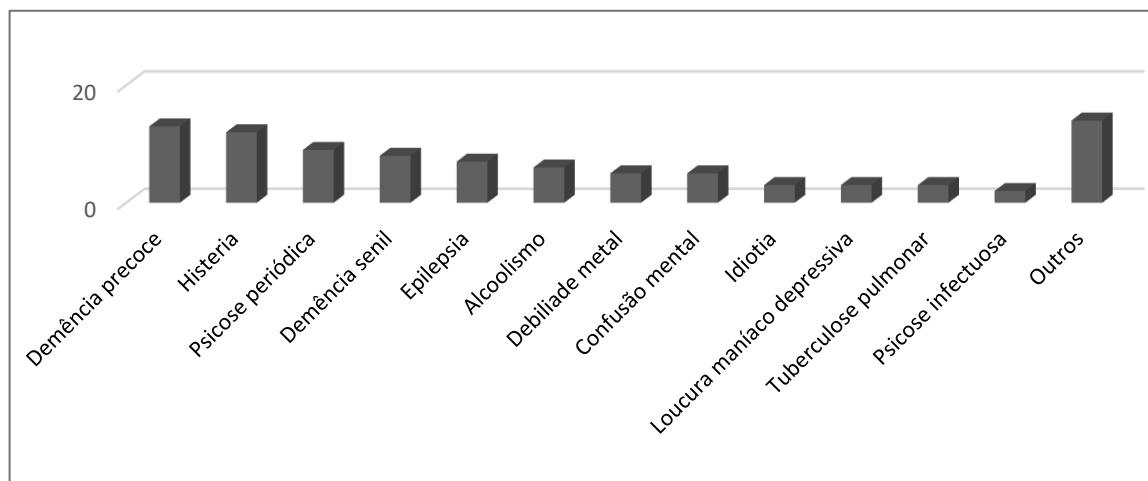 20
0
Demência precoce
Histeria
Psicose periódica
Demência senil
Epilepsia
Alcoolismo
Debiliade metal
Confusão mental
Idiotia
Loucura maníaco depressiva
Tuberculose pulmonar
Psicose infectuosa
Outros